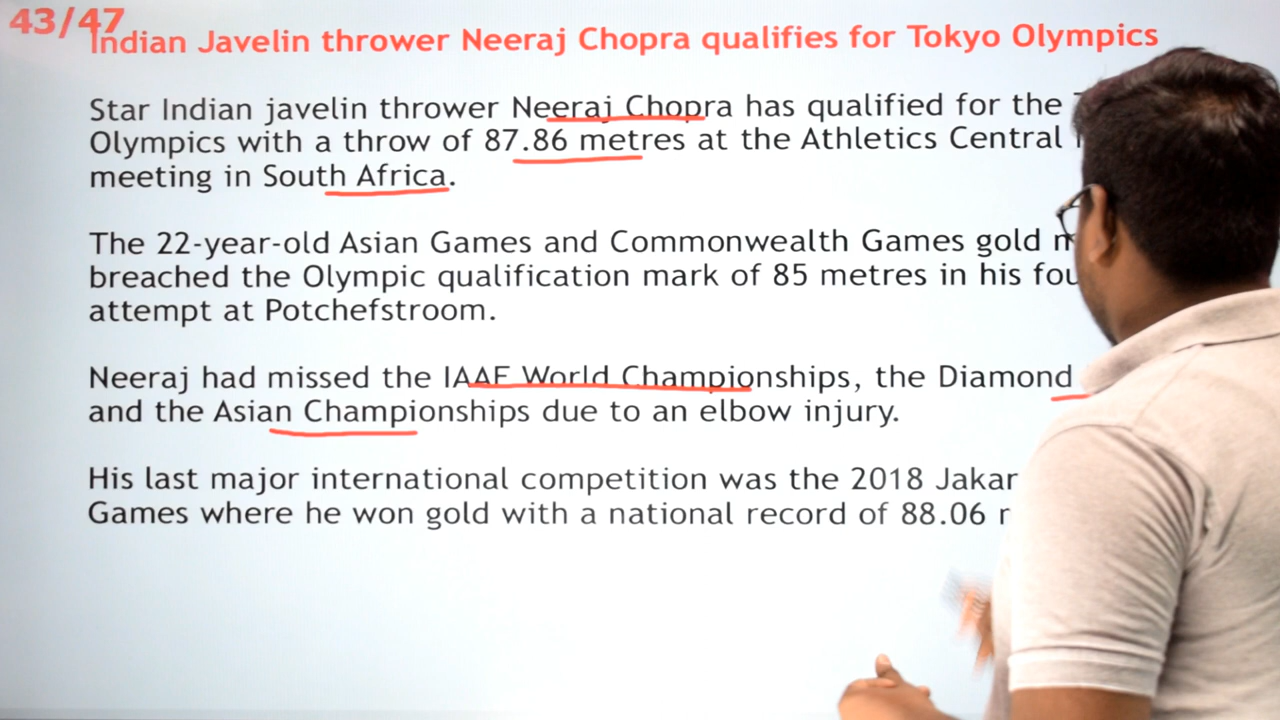 43/47
Indian Javelin thrower Neeraj Chopra qualifies for Tokyo Olympics
Star Indian javelin thrower Neeraj Chopra has qualified for the
Olympics with a throw of 87.86 metres at the Athletics Central
meeting in South Africa.
The 22-year-old Asian Games and Commonwealth Games gold
breached the Olympic qualification mark of 85 metres in his
attempt at Potchefstroom.
Neeraj had missed the IAAF World Championships, the Diamond
and the Asian Championships due to an elbow injury.
His last major international competition was the 2018
Games where he won gold with a national record of 88.06